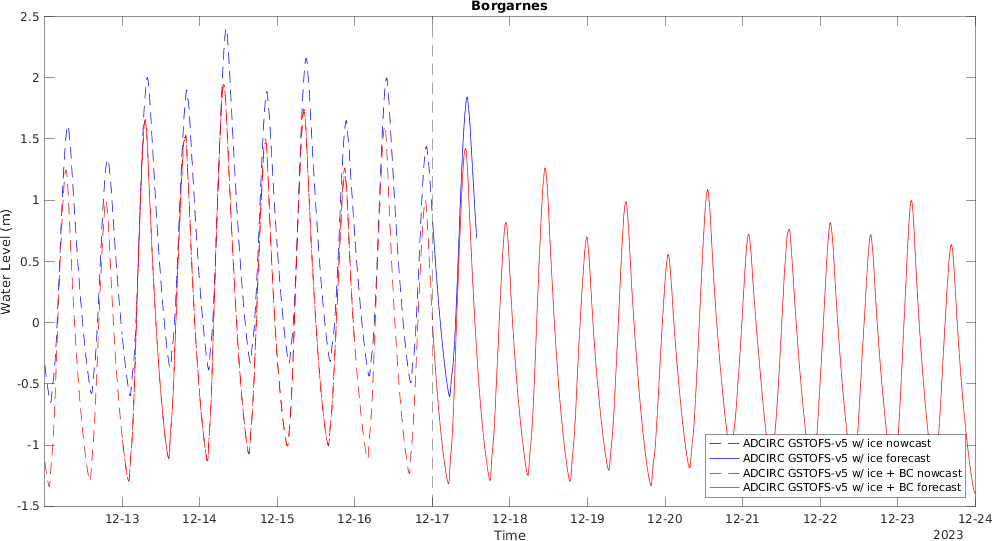 Borgarnes
2.5
2
1.5
1
0.5
0
-0.5
-1
-1.5
Water Level (m)
ADCIRC GSTOFS-v5 w/ ice nowcast
ADCIRC GSTOFS-v5 w/ ice forecast
ADCIRC GSTOFS-v5 w/ ice + BC nowcast
ADCIRC GSTOFS-v5 w/ ice + BC forecast
12-13 12-14 12-15 12-16 12-17 12-18 12-19 12-20 12-21 12-22 12-23 12-24
Time
2023